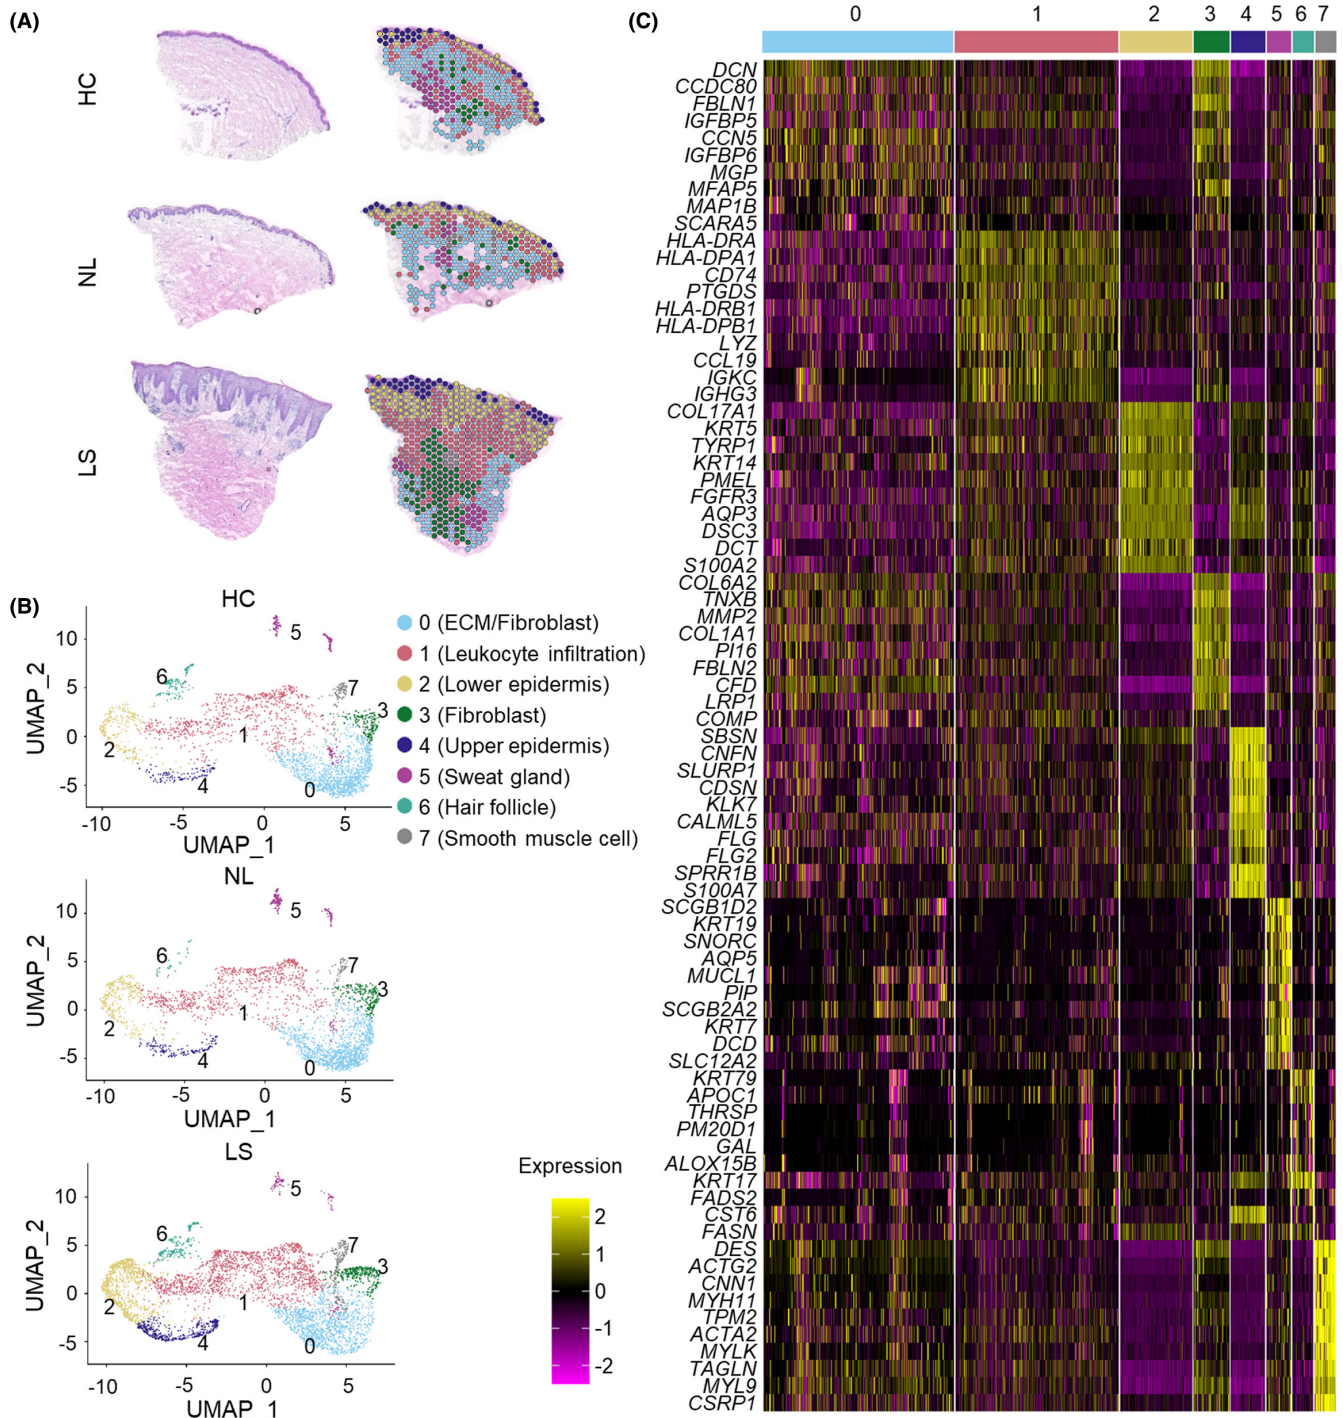 (A)
HC
NL
LS
(B)
HC
UMAP_2
10
5
0
-5
-10
-5
0
5
UMAP_1
5
6
7
3
1
2
4
0
0 (ECM/Fibroblast)
1 (Leukocyte infiltration)
2 (Lower epidermis)
3 (Fibroblast)
4 (Upper epidermis)
5 (Sweat gland)
6 (Hair follicle)
7 (Smooth muscle cell)
NL
UMAP_2
10
5
0
-5
-10
-5
0
5
UMAP_1
5
6
7
3
1
2
4
0
LS
UMAP_2
10
5
0
-5
-10
-5
0
5
UMAP_1
5
6
7
3
1
2
4
0
Expression
2
1
0
-1
-2
(C)
0 1 2 3 4 5 6 7
DCN
CCDC80
FBLN1
IGFBP5
CCN5
IGFBP6
MGP
MFAP5
MAP1B
SCARA5
HLA-DRA
HLA-DPA1
CD74
PTGDS
HLA-DRB1
HLA-DPB1
LYZ
CCL19
IGKC
IGHG3
COL17A1
KRT5
TYRP1
KRT14
PMEL
FGFR3
AQP3
DSC3
DCT
S100A2
COL6A2
TNXB
MMP2
COL1A1
PI16
FBLN2
CFD
LRP1
COMP
SBSN
CNFN
SLURP1
CDSN
KLK7
CALML5
FLG
FLG2
SPRR1B
S100A7
SCGB1D2
KRT19
SNORC
AQP5
MUCL1
PIP
SCGB2A2
KRT7
DCD
SLC12A2
KRT79
APOC1
THRSP
PM20D1
GAL
ALOX15B
KRT17
FADS2
CST6
FASN
DES
ACTG2
CNN1
MYH11
TPM2
ACTA2
MYLK
TAGLN
MYL9
CSRP1